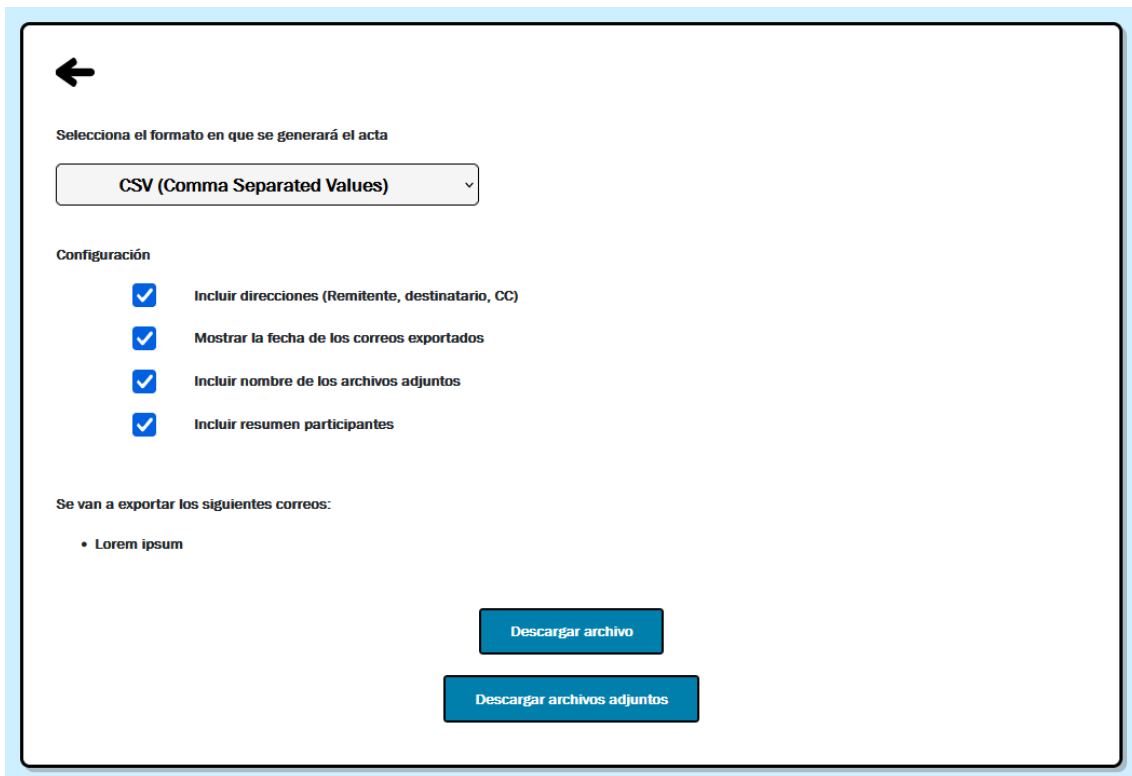 Selecciona el formato en que se generará el acta
CSV (Comma Separated Values)
Configuración
Incluir direcciones (Remitente, destinatario, CC)
Mostrar la fecha de los correos exportados
Incluir nombre de los archivos adjuntos
Incluir resumen participantes
Se van a exportar los siguientes correos:
• Lorem ipsum
Descargar archivo
Descargar archivos adjuntos